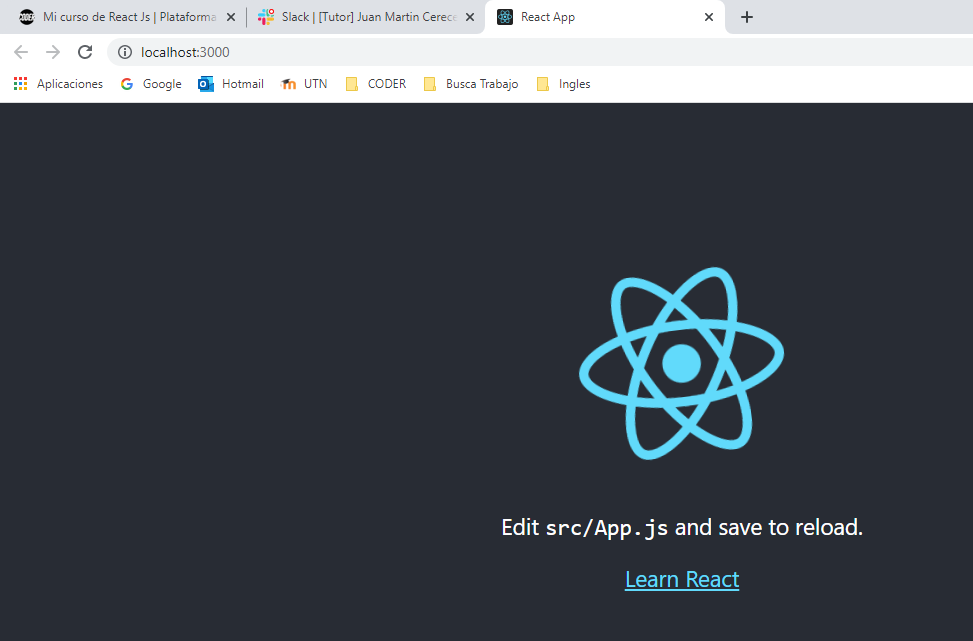 Mi curso de React Js | Plataforma
Slack | [Tutor] Juan Martin Cerece
React App
localhost:3000
Aplicaciones
Google
Hotmail
UTN
CODER
Busca Trabajo
Ingles
Edit src/App.js and save to reload.
Learn React